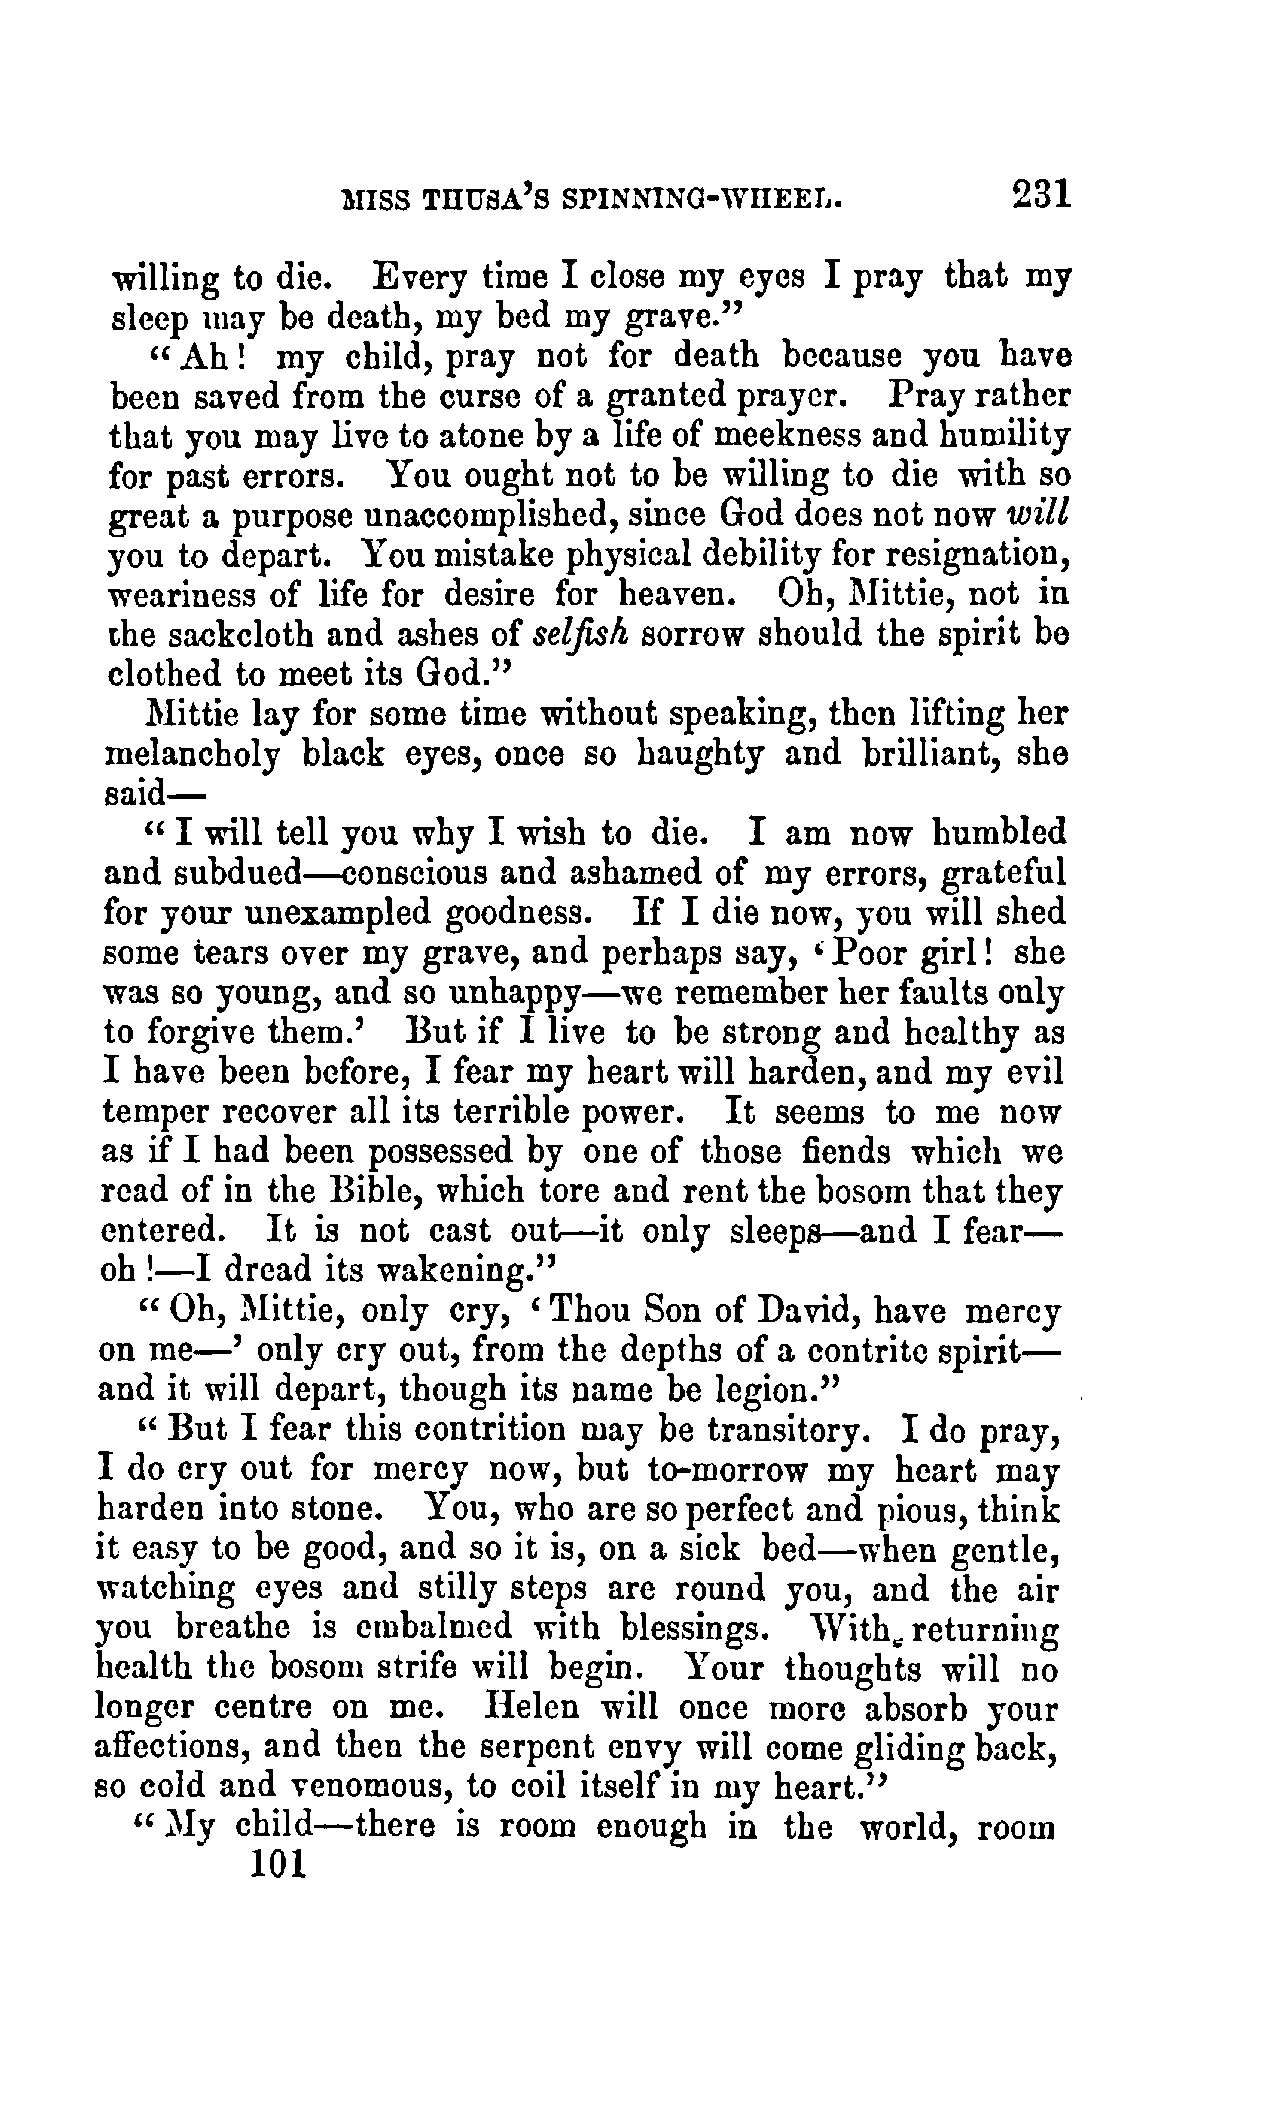 MISS THUSA'S SPINNING-WHEEL. 231
willing to die. Every time I close my eyes I pray that my
sleep may be death, my bed my grave."
"Ah! my child, pray not for death because you have
been saved from the curse of a granted prayer. Pray rather
that you may live to atone by a life of meekness and humility
for past errors. You ought not to be willing to die with so
great a purpose unaccomplished, since God does not now will
you to depart. You mistake physical debility for resignation,
weariness of life for desire for heaven. Oh, Mittie, not in
the sackcloth and ashes of selfish sorrow should the spirit be
clothed to meet its God."
Mittie lay for some time without speaking, then lifting her
melancholy black eyes, once so haughty and brilliant, she
said—
"I will tell you why I wish to die. I am now humbled
and subdued—conscious and ashamed of my errors, grateful
for your unexampled goodness. If I die now, you will shed
some tears over my grave, and perhaps say, 'Poor girl! she
was so young, and so unhappy—we remember her faults only
to forgive them.' But if I live to be strong and healthy as
I have been before, I fear my heart will harden, and my evil
temper recover all its terrible power. It seems to me now
as if I had been possessed by one of those fiends which we
read of in the Bible, which tore and rent the bosom that they
entered. It is not cast out—it only sleeps—and I fear—
oh!—I dread its wakening."
"Oh, Mittie, only cry, 'Thou Son of David, have mercy
on me—' only cry out, from the depths of a contrite spirit—
and it will depart, though its name be legion."
"But I fear this contrition may be transitory. I do pray,
I do cry out for mercy now, but to-morrow my heart may
harden into stone. You, who are so perfect and pious, think
it easy to be good, and so it is, on a sick bed—when gentle,
watching eyes and stilly steps are round you, and the air
you breathe is embalmed with blessings. With returning
health the bosom strife will begin. Your thoughts will no
longer centre on me. Helen will once more absorb your
affections, and then the serpent envy will come gliding back,
so cold and venomous, to coil itself in my heart."
"My child—there is room enough in the world, room
101